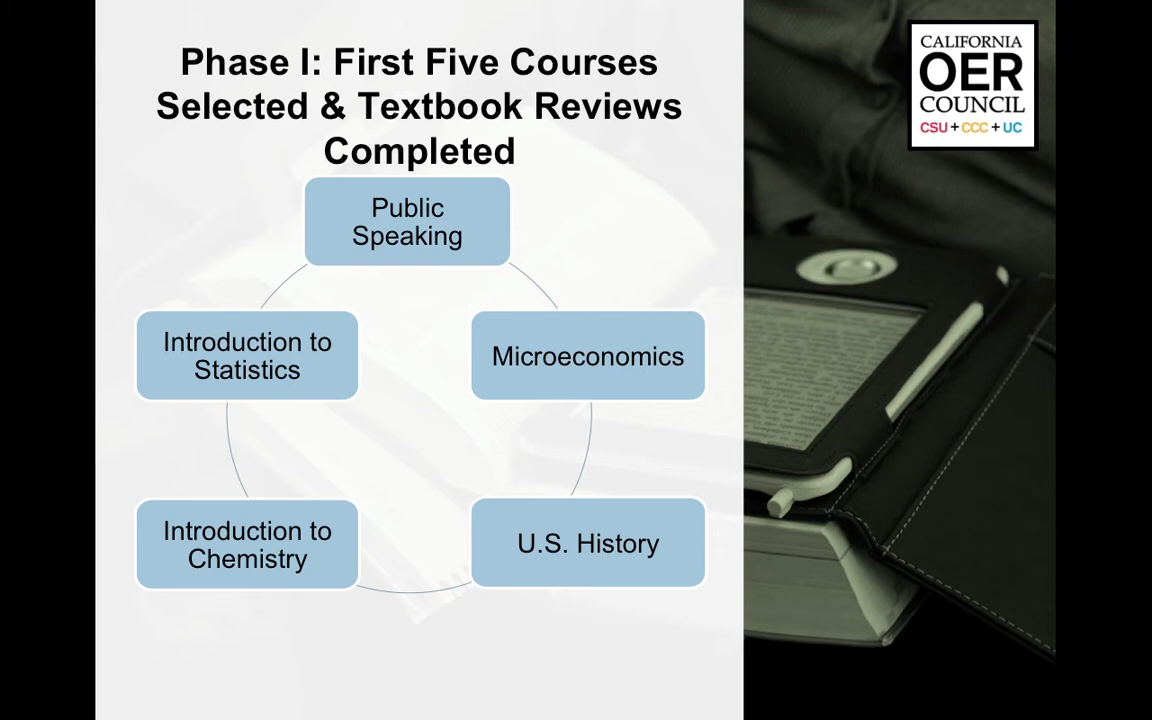 Phase I: First Five Courses
Selected & Textbook Reviews
Completed
CALIFORNIA
OER
COUNCIL
CSU + CCC + UC
Public
Speaking
Introduction to
Statistics
Microeconomics
Introduction to
Chemistry
U.S. History